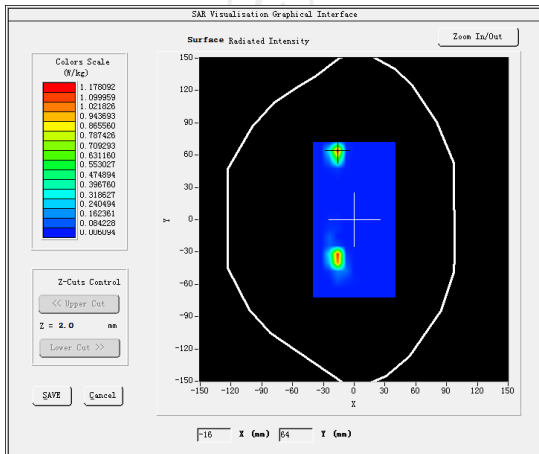 SAR Visualisation Graphical Interface
Surface Radiated Intensity
Zoom In/Out
Colors Scale
(W/kg)
1.178092
1.099959
1.021826
0.943693
0.865560
0.787426
0.709293
0.631160
0.553027
0.474894
0.396760
0.318627
0.240494
0.162361
0.084228
0.006094
Z-Cuts Control
<< Upper Cut
Z = 2.0 mm
Lower Cut >>
SAVE
Cancel
150
120
90
60
30
0
-30
-60
-90
-120
-150
Y
-150 -120 -90 -60 -30 0 30 60 90 120 150
X
-16 X (mm) 64 Y (mm)